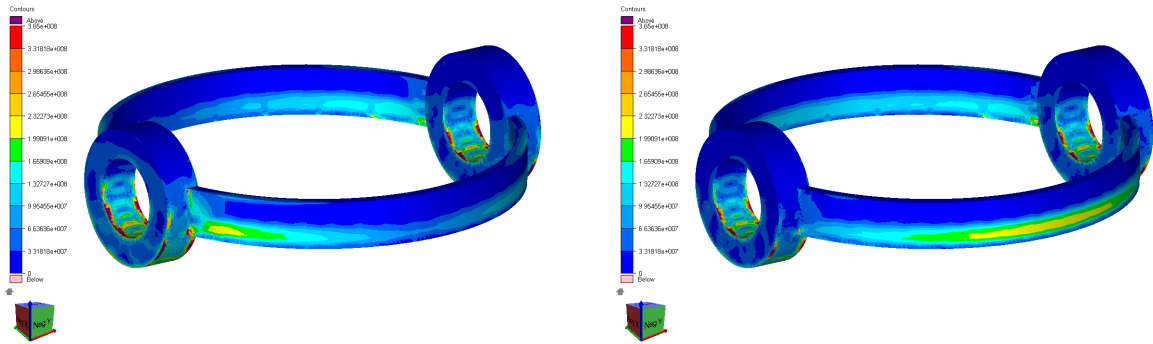 Contours
Above
3.65e+008
3.31818e+008
2.98636e+008
2.65455e+008
2.32273e+008
1.99091e+008
1.65909e+008
1.32727e+008
9.95455e+007
6.63636e+007
3.31818e+007
0
Below
Neg Y
Contours
Above
3.65e+008
3.31818e+008
2.98636e+008
2.65455e+008
2.32273e+008
1.99091e+008
1.65909e+008
1.32727e+008
9.95455e+007
6.63636e+007
3.31818e+007
0
Below
Neg Y